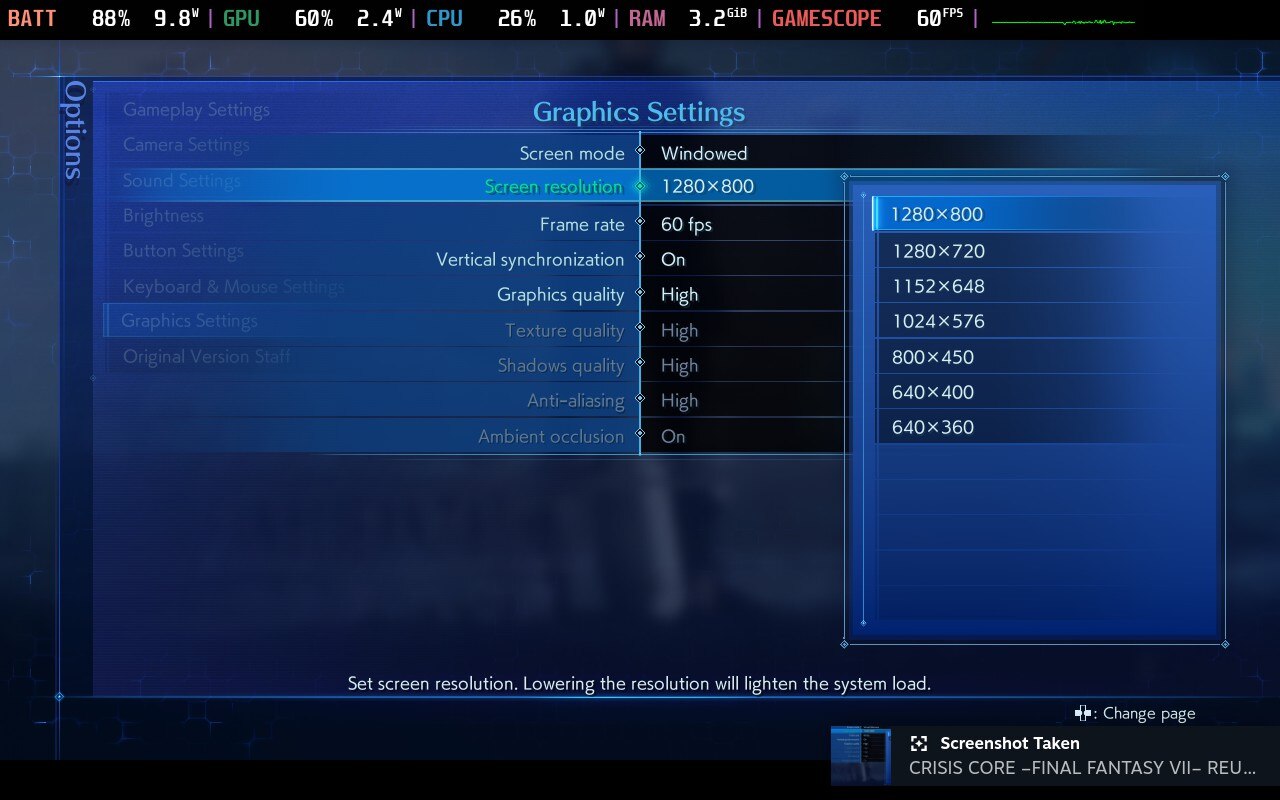 BATT 88% 9.8W | GPU 60% 2.4W | CPU 26% 1.0W | RAM 3.2GiB | GAMESCOPE 60FPS |
Options
Graphics Settings
Gameplay Settings
Camera Settings
Sound Settings
Brightness
Button Settings
Keyboard & Mouse Settings
Graphics Settings
Original Version Staff
Screen mode Windowed
Screen resolution 1280×800
Frame rate 60 fps
Vertical synchronization On
Graphics quality High
Texture quality High
Shadows quality High
Anti-aliasing High
Ambient occlusion On
1280×800
1280×720
1152×648
1024×576
800×450
640×400
640×360
Set screen resolution. Lowering the resolution will lighten the system load.
: Change page
Screenshot Taken
CRISIS CORE –FINAL FANTASY VII– REU...